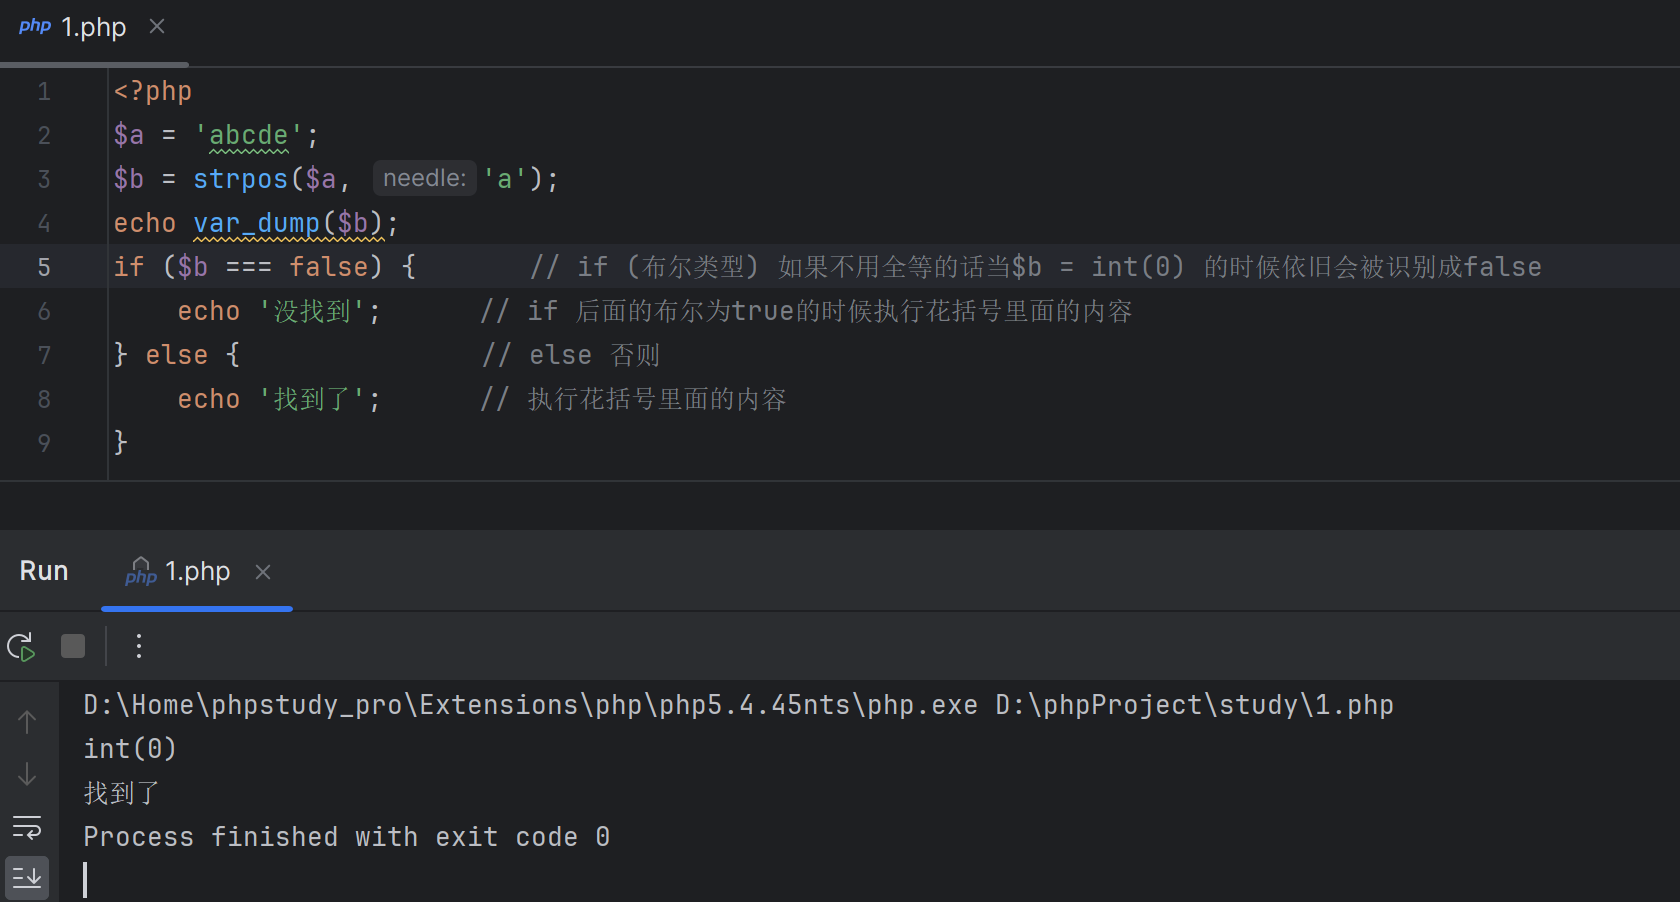 php 1.php
1 <?php
2 $a = 'abcde';
3 $b = strpos($a, needle: 'a');
4 echo var_dump($b);
5 if ($b === false) { // if (布尔类型) 如果不用全等的话当$b = int(0) 的时候依旧会被识别成false
6 echo '没找到'; // if 后面的布尔为true的时候执行花括号里面的内容
7 } else { // else 否则
8 echo '找到了'; // 执行花括号里面的内容
9 }
Run php 1.php
D:\Home\phpstudy_pro\Extensions\php\php5.4.45nts\php.exe D:\phpProject\study\1.php
int(0)
找到了
Process finished with exit code 0